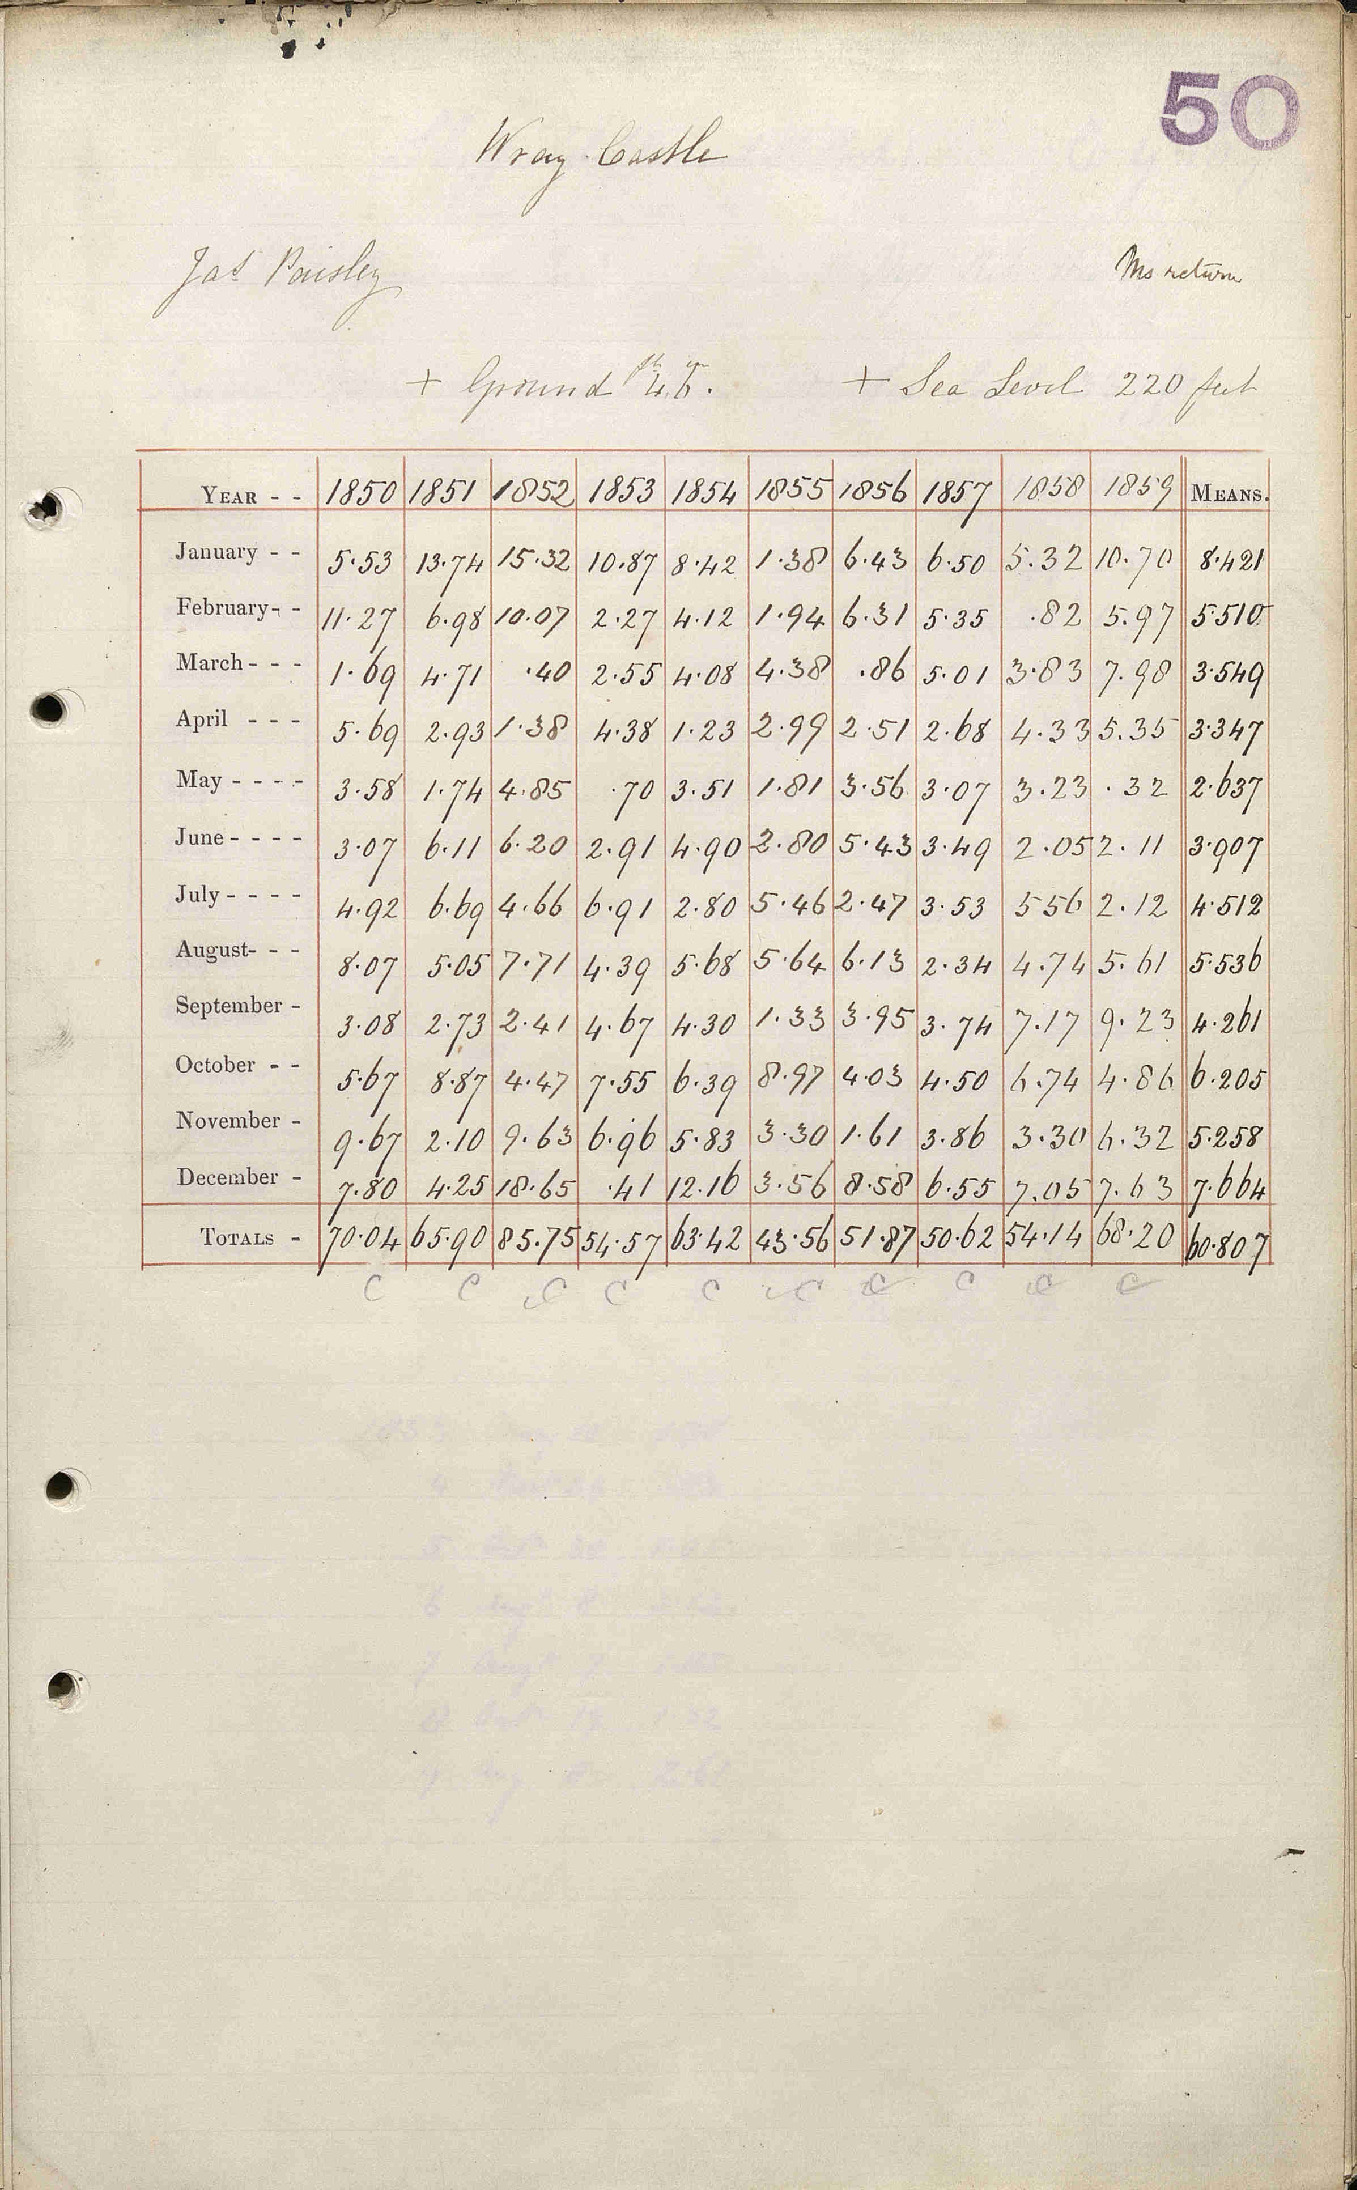 50
Wray Castle
Jas Paisley
Ms return
+ Ground ft 4. in 6. + Sea Level 220 feet
YEAR - - 1850 1851 1852 1853 1854 1855 1856 1857 1858 1859 MEANS.
January - - 5.53 13.74 15.32 10.87 8.42 1.38 6.43 6.50 5.32 10.70 8.421
February - - 11.27 6.98 10.07 2.27 4.12 1.94 6.31 5.35 .82 5.97 5.510
March - - - 1.69 4.71 .40 2.55 4.08 4.38 .86 5.01 3.83 7.98 3.549
April - - - 5.69 2.93 1.38 4.38 1.23 2.99 2.51 2.68 4.33 5.35 3.347
May - - - - 3.58 1.74 4.85 .70 3.51 1.81 3.56 3.07 3.23 .32 2.637
June - - - - 3.07 6.11 6.20 2.91 4.90 2.80 5.43 3.49 2.05 2.11 3.907
July - - - - 4.92 6.69 4.66 6.91 2.80 5.46 2.47 3.53 5 56 2.12 4.512
August - - - 8.07 5.05 7.71 4.39 5.68 5.64 6.13 2.34 4.74 5.61 5.536
September - 3.08 2.73 2.41 4.67 4.30 1.33 3.95 3.74 7.17 9.23 4.261
October - - 5.67 8.87 4.47 7.55 6.39 8.97 4.03 4.50 6.74 4.86 6.205
November - 9.67 2.10 9.63 6.96 5.83 3.30 1.61 3.86 3.30 6.32 5.258
December - 7.80 4.25 18.65 .41 12.16 3.56 8.58 6.55 7.05 7.63 7.664
TOTALS - 70.04 65.90 85.75 54.57 63.42 43.56 51.87 50.62 54.14 68.20 60.807
C C C C C C C C C C